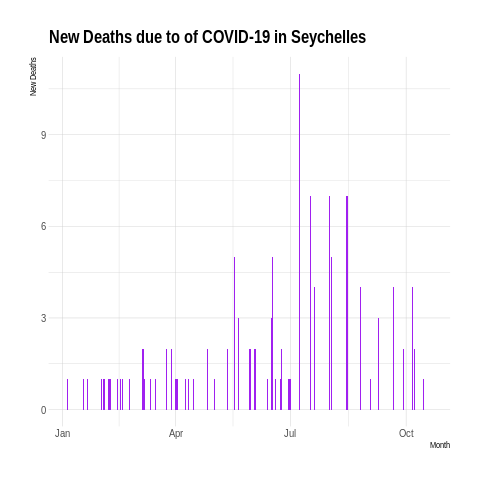 New Deaths due to of COVID-19 in Seychelles
New Deaths
9
6
3
0
Jan Apr Jul Oct
Month